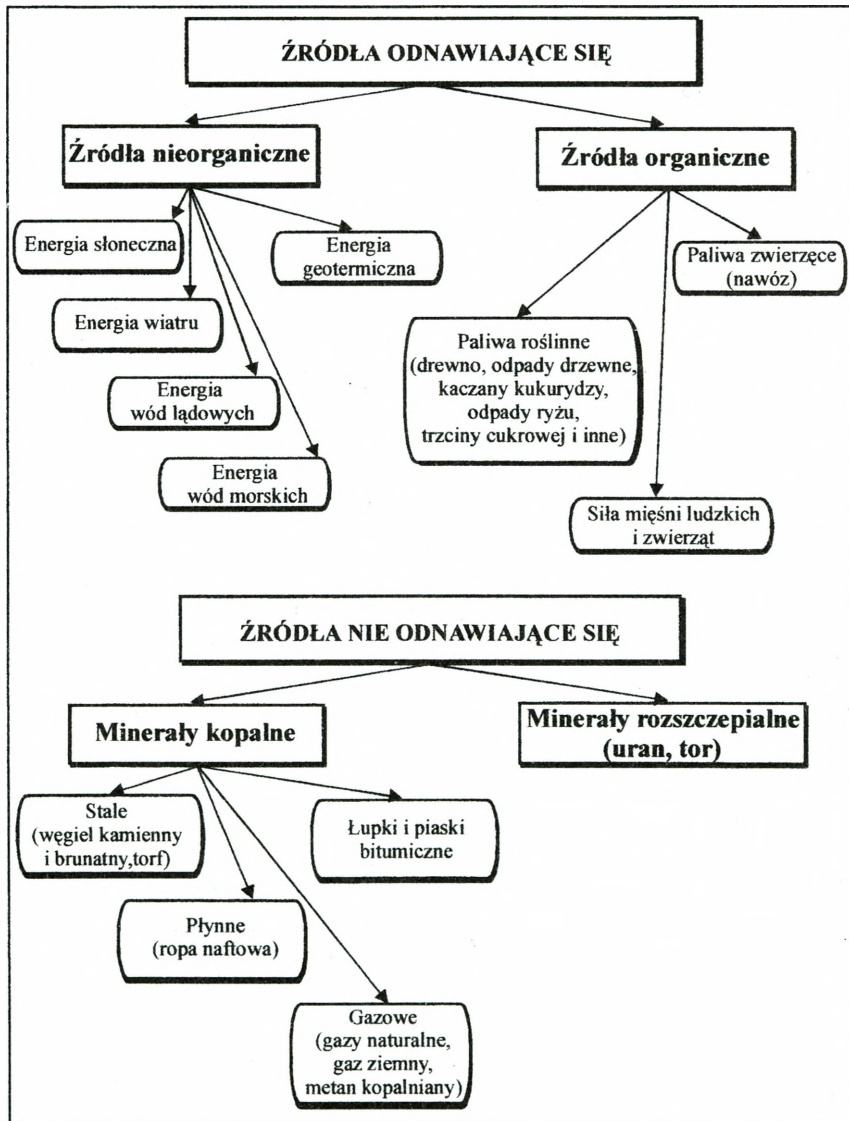 ŹRÓDŁA ODNAWIAJĄCE SIĘ
Źródła nieorganiczne
Źródła organiczne
Energia słoneczna
Energia
geotermiczna
Paliwa zwierzęce
(nawóz)
Energia wiatru
Paliwa roślinne
(drewno, odpady drzewne,
kaczany kukurydzy,
odpady ryżu,
trzciny cukrowej i inne)
Energia
wód lądowych
Energia
wód morskich
Siła mięśni ludzkich
i zwierząt
ŹRÓDŁA NIE ODNAWIAJĄCE SIĘ
Minerały kopalne
Minerały rozszczepialne
(uran, tor)
Stale
(węgiel kamienny
i brunatny,torf)
Łupki i piaski
bitumiczne
Płynne
(ropa naftowa)
Gazowe
(gazy naturalne,
gaz ziemny,
metan kopalniany)